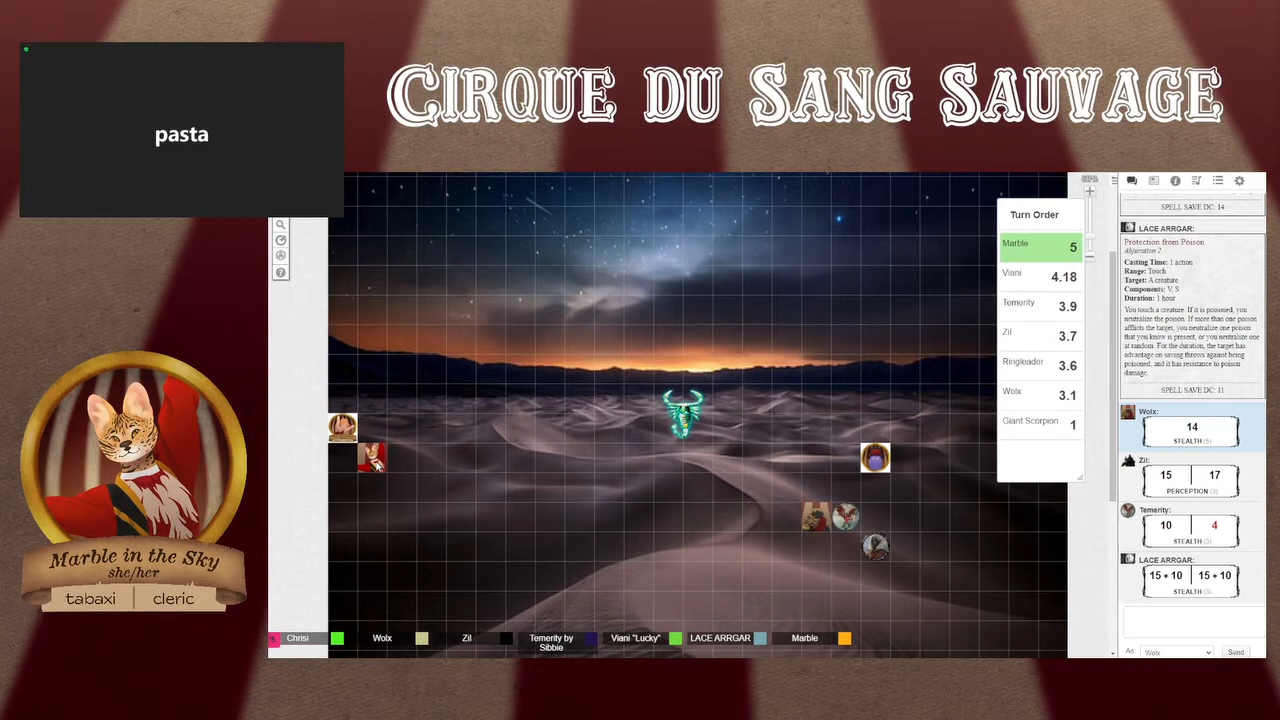 CIRQUE DU SANG SAUVAGE
pasta
Turn Order
Marble 5
Viani 4.18
Temerity 3.9
Zil 3.7
Ringleader 3.6
Wolx 3.1
Giant Scorpion 1
SPELL SAVE DC: 14
LACE ARRGAR:
Protection from Poison
Abjuration 2
Casting Time: 1 action
Range: Touch
Target: A creature
Components: V, S
Duration: 1 hour
You touch a creature. If it is poisoned, you
neutralize the poison. If more than one poison
afflicts the target, you neutralize one poison
that you know is present, or you neutralize one
at random. For the duration, the target has
advantage on saving throws against being
poisoned, and it has resistance to poison
damage.
SPELL SAVE DC: 11
Wolx:
14
STEALTH (5)
Zil:
15 17
PERCEPTION (3)
Temerity:
10 4
STEALTH (3)
LACE ARRGAR:
15 + 10 15 + 10
STEALTH (3)
As: Wolx Send
Marble in the Sky
she/her
tabaxi cleric
Chrisi
Wolx
Zil
Temerity by
Sibbie
Viani "Lucky"
LACE ARRGAR
Marble